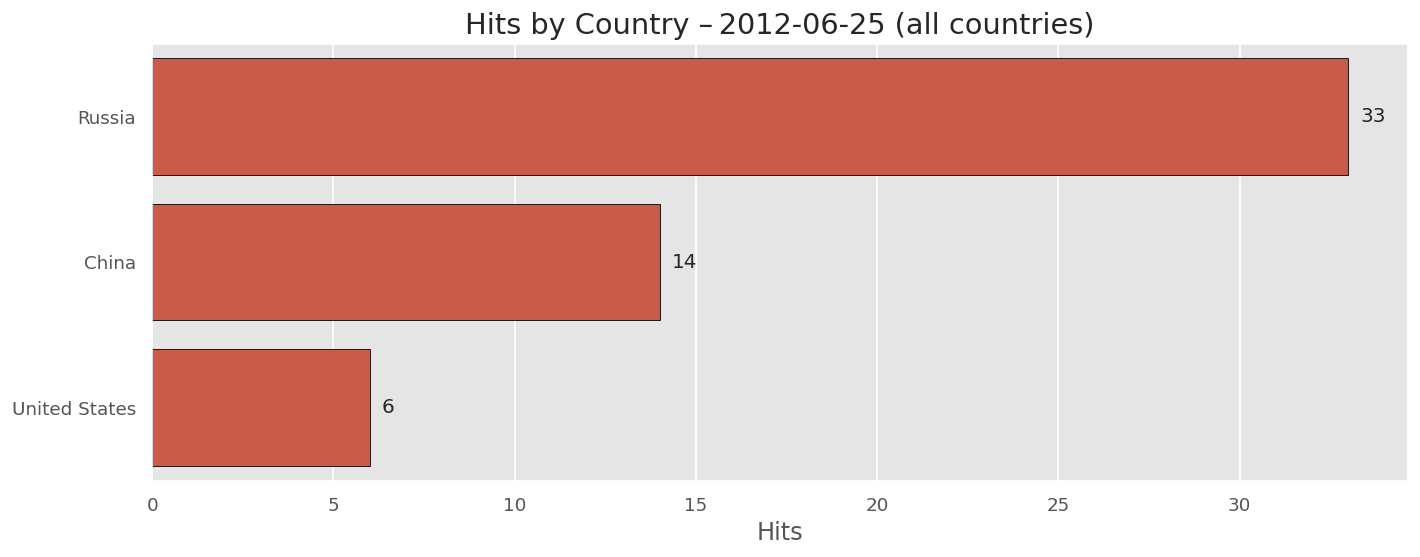 Hits by Country – 2012-06-25 (all countries)
Russia
33
China
14
United States
6
0 5 10 15 20 25 30
Hits